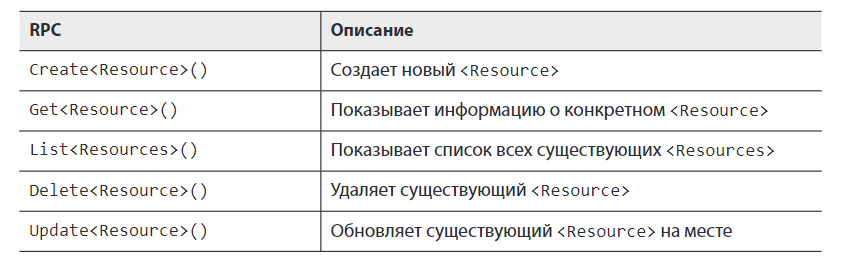 RPC Описание
Create<Resource>() Создает новый <Resource>
Get<Resource>() Показывает информацию о конкретном <Resource>
List<Resources>() Показывает список всех существующих <Resources>
Delete<Resource>() Удаляет существующий <Resource>
Update<Resource>() Обновляет существующий <Resource> на месте